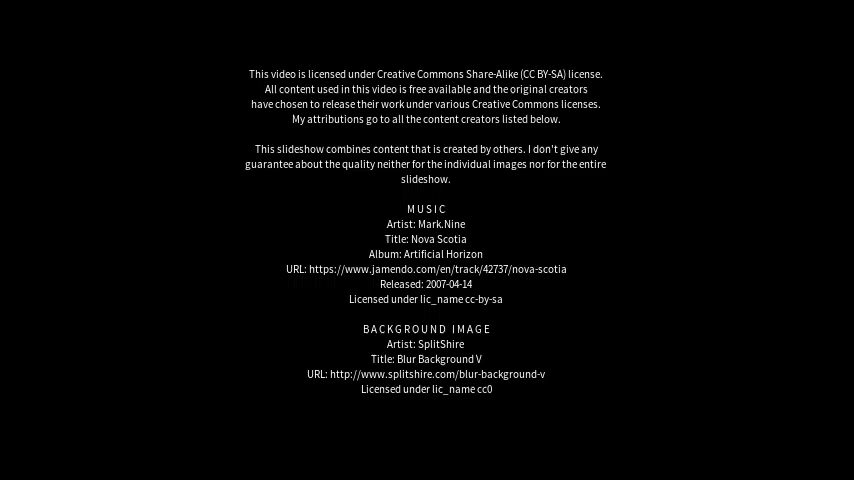 This video is licensed under Creative Commons Share-Alike (CC BY-SA) license.
All content used in this video is free available and the original creators
have chosen to release their work under various Creative Commons licenses.
My attributions go to all the content creators listed below.
This slideshow combines content that is created by others. I don't give any
guarantee about the quality neither for the individual images nor for the entire
slideshow.
MUSIC
Artist: Mark.Nine
Title: Nova Scotia
Album: Artificial Horizon
URL: https://www.jamendo.com/en/track/42737/nova-scotia
Released: 2007-04-14
Licensed under lic_name cc-by-sa
BACKGROUND IMAGE
Artist: SplitShire
Title: Blur Background V
URL: http://www.splitshire.com/blur-background-v
Licensed under lic_name cc0